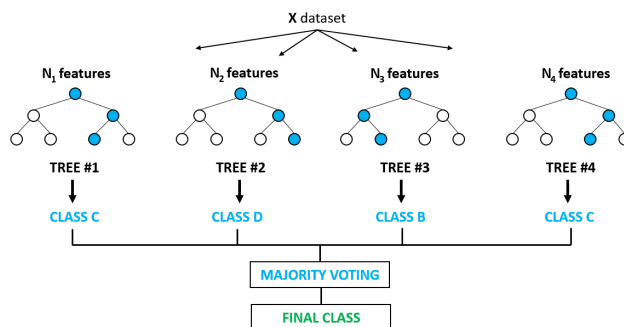 X dataset
N₁ features
N₂ features
N₃ features
N₄ features
TREE #1
TREE #2
TREE #3
TREE #4
CLASS C
CLASS D
CLASS B
CLASS C
MAJORITY VOTING
FINAL CLASS